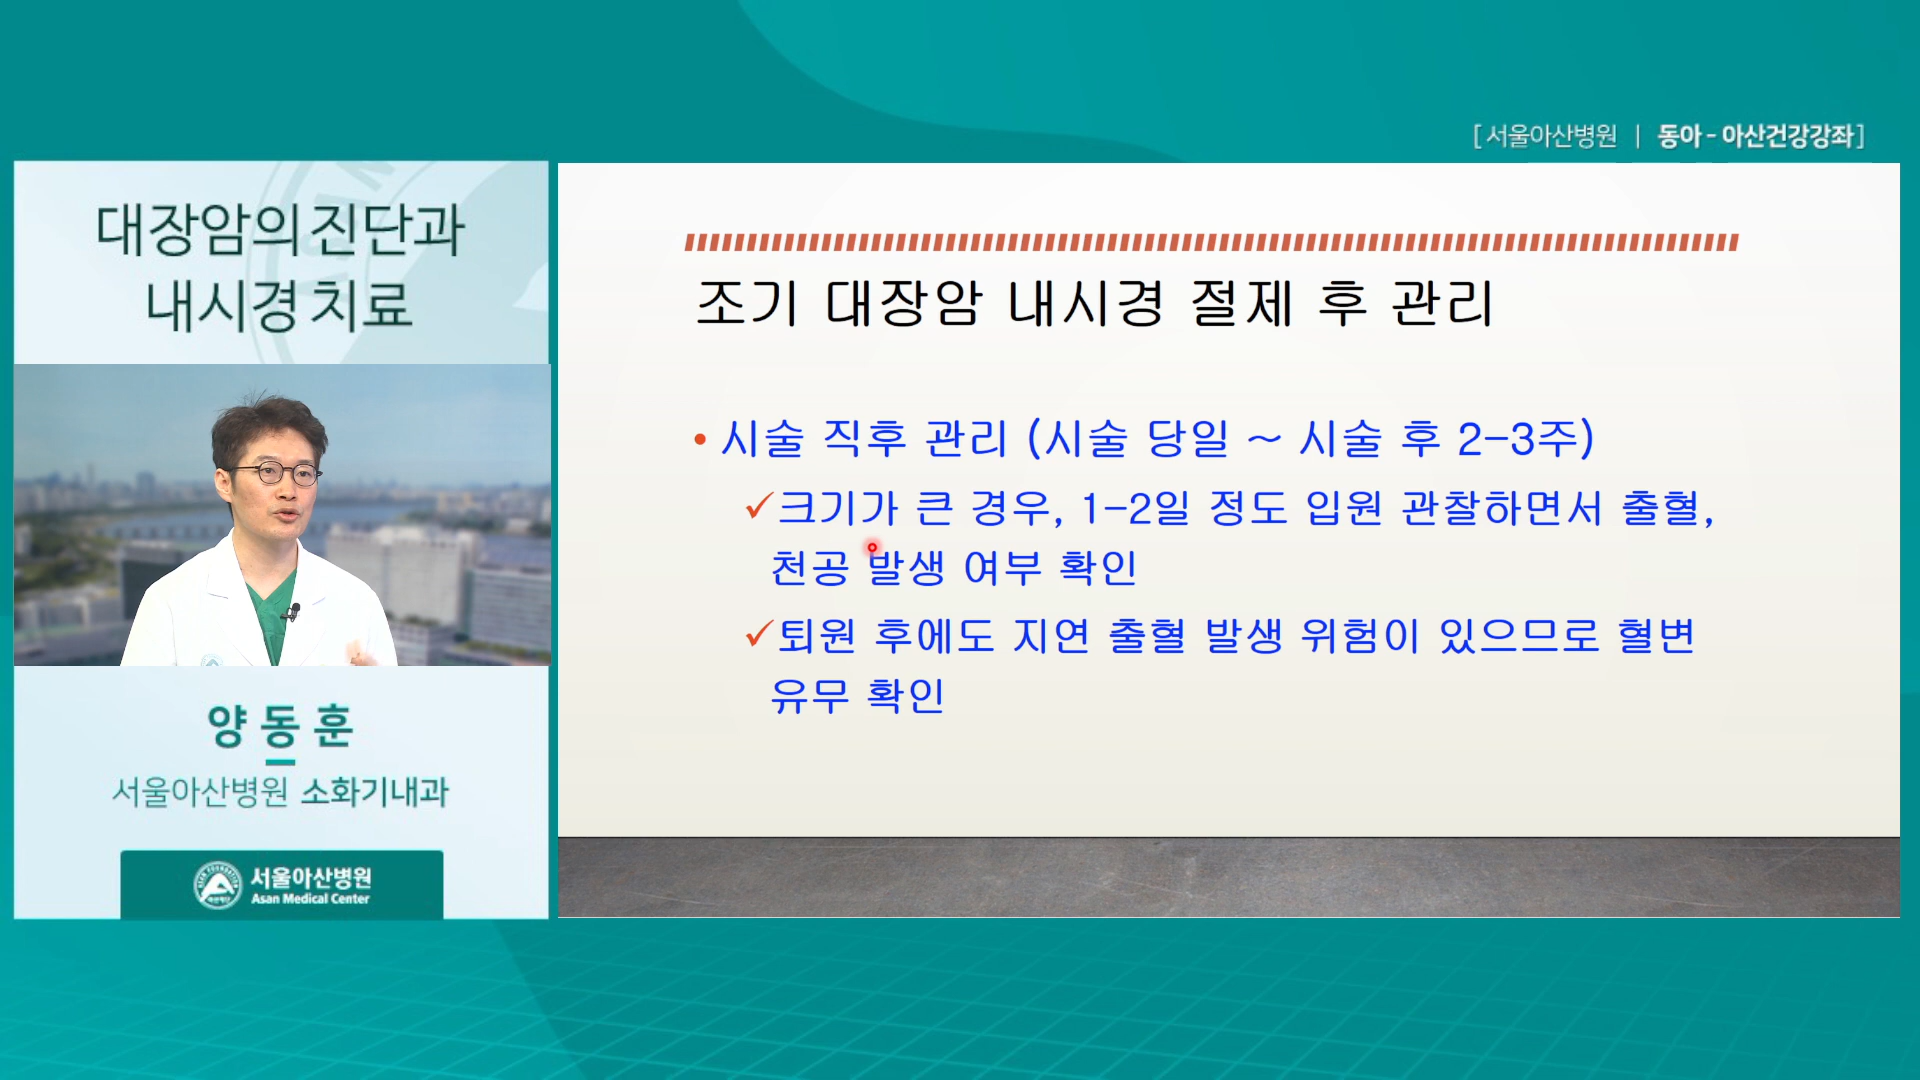 [ 서울아산병원 | 동아 - 아산건강강좌 ]
대장암의 진단과
내시경 치료
양동훈
서울아산병원 소화기내과
서울아산병원
Asan Medical Center
조기 대장암 내시경 절제 후 관리
• 시술 직후 관리 (시술 당일 ~ 시술 후 2-3주)
✓크기가 큰 경우, 1-2일 정도 입원 관찰하면서 출혈,
천공 발생 여부 확인
✓퇴원 후에도 지연 출혈 발생 위험이 있으므로 혈변
유무 확인